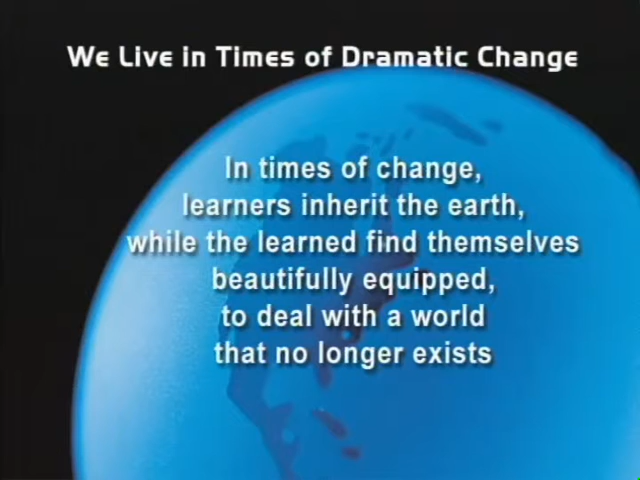 We Live in Times of Dramatic Change
In times of change,
learners inherit the earth,
while the learned find themselves
beautifully equipped,
to deal with a world
that no longer exists